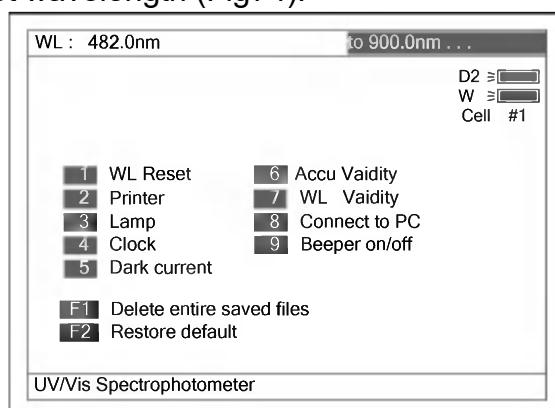 t wavelength (Fig. 4).
WL : 482.0nm to 900.0nm . . .
D2
W
Cell #1
1 WL Reset 6 Accu Vaidity
2 Printer 7 WL Vaidity
3 Lamp 8 Connect to PC
4 Clock 9 Beeper on/off
5 Dark current
F1 Delete entire saved files
F2 Restore default
UV/Vis Spectrophotometer